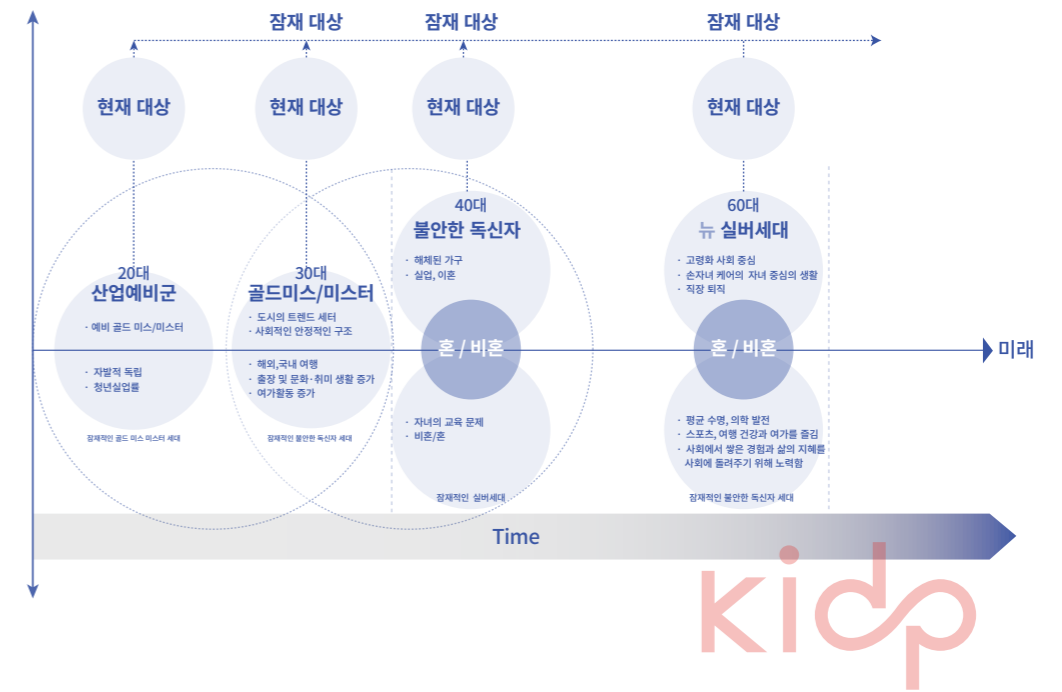 잠재 대상
잠재 대상
잠재 대상
현재 대상
현재 대상
현재 대상
현재 대상
20대
산업예비군
· 예비 골드 미스/미스터
· 자발적 독립
· 청년실업률
잠재적인 골드 미스 미스터 세대
30대
골드미스/미스터
· 도시의 트렌드 세터
· 사회적인 안정적인 구조
· 해외,국내 여행
· 출장 및 문화·취미 생활 증가
· 여가활동 증가
잠재적인 불안한 독신자 세대
40대
불안한 독신자
· 해체된 가구
· 실업, 이혼
혼 / 비혼
· 자녀의 교육 문제
· 비혼/혼
잠재적인 실버세대
60대
뉴 실버세대
· 고령화 사회 중심
· 손자녀 케어의 자녀 중심의 생활
· 직장 퇴직
혼 / 비혼
· 평균 수명, 의학 발전
· 스포츠, 여행 건강과 여가를 즐김
· 사회에서 쌓은 경험과 삶의 지혜를
사회에 돌려주기 위해 노력함
잠재적인 불안한 독신자 세대
미래
Time
kidp